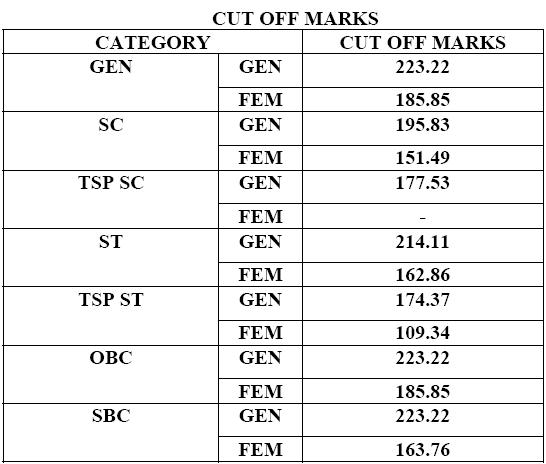 CUT OFF MARKS
CATEGORY CUT OFF MARKS
GEN GEN 223.22
FEM 185.85
SC GEN 195.83
FEM 151.49
TSP SC GEN 177.53
FEM -
ST GEN 214.11
FEM 162.86
TSP ST GEN 174.37
FEM 109.34
OBC GEN 223.22
FEM 185.85
SBC GEN 223.22
FEM 163.76